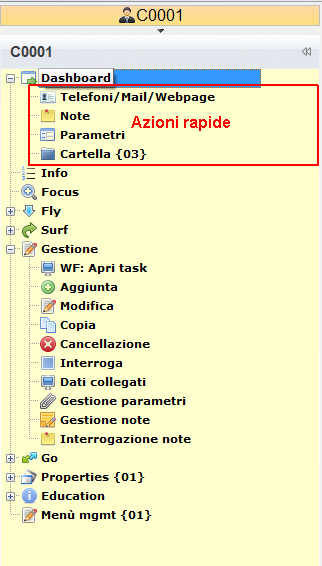 C0001
C0001
Dashboard
Telefoni/Mail/Webpage
Note
Azioni rapide
Parametri
Cartella {03}
Info
Focus
Fly
Surf
Gestione
WF: Apri task
Aggiunta
Modifica
Copia
Cancellazione
Interroga
Dati collegati
Gestione parametri
Gestione note
Interrogazione note
Go
Properties {01}
Education
Menù mgmt {01}